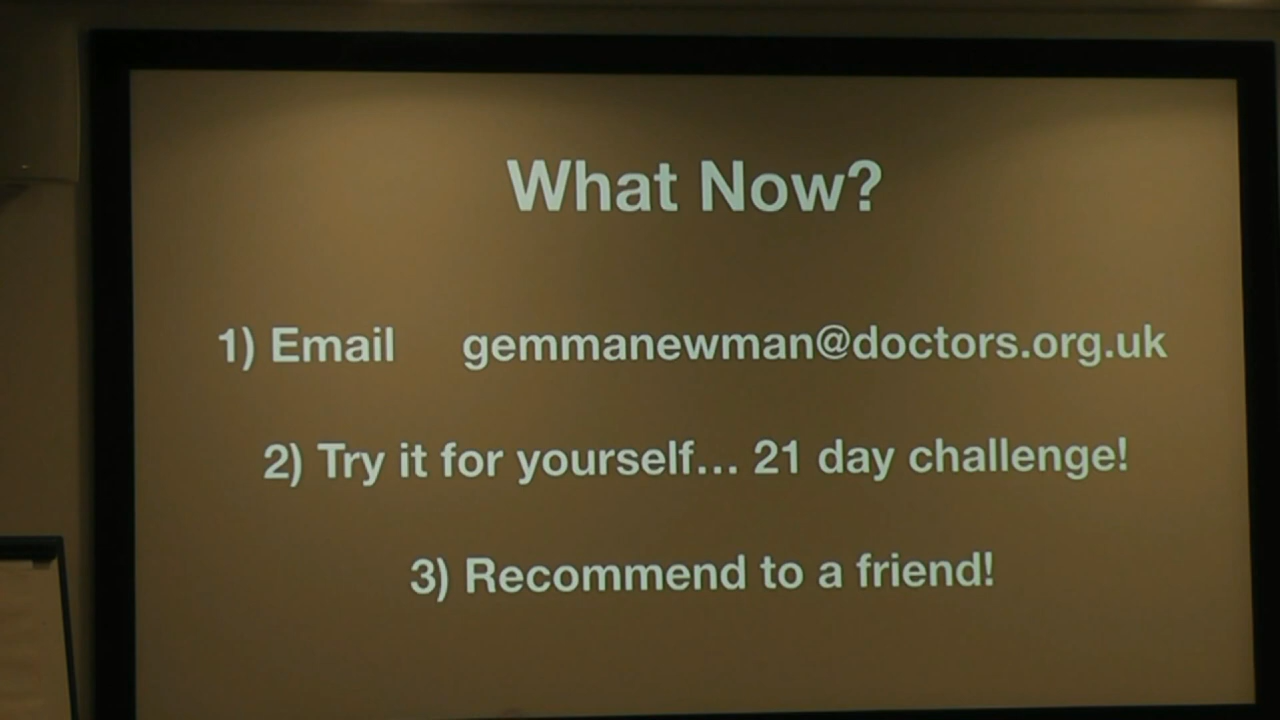 What Now?
1) Email gemmanewman@doctors.org.uk
2) Try it for yourself... 21 day challenge!
3) Recommend to a friend!